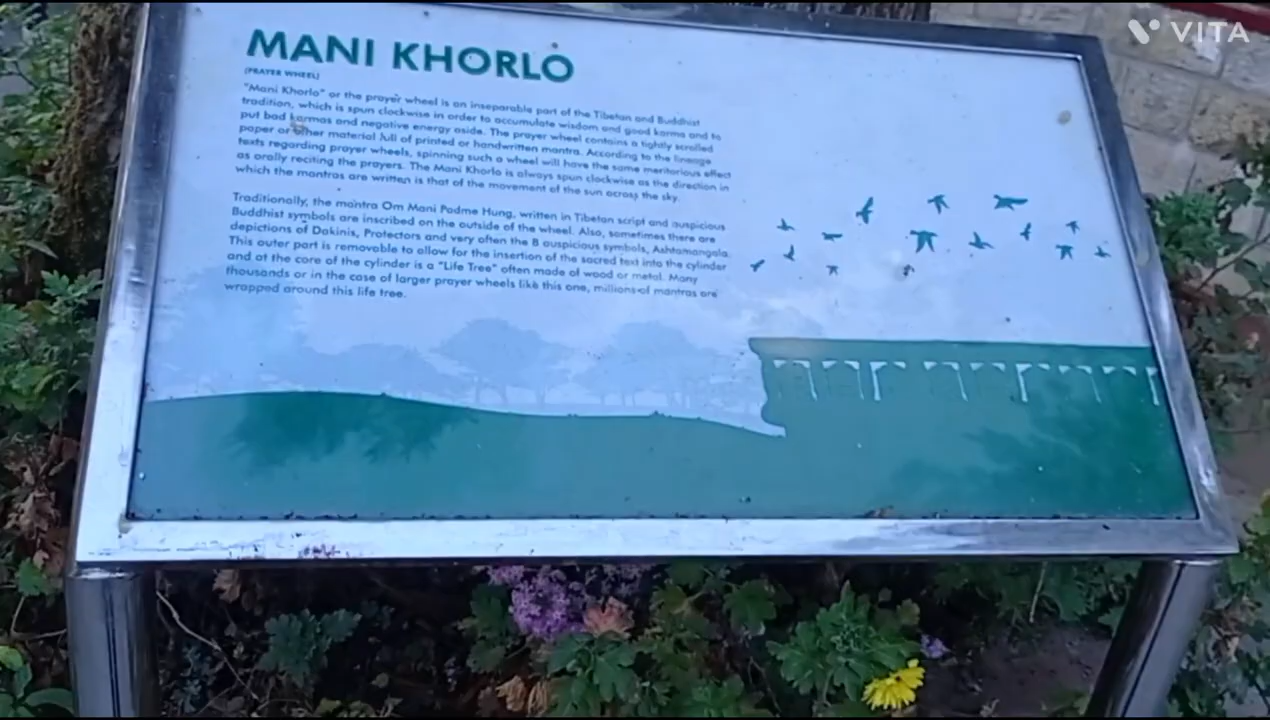 VITA
MANI KHORLO
(PRAYER WHEEL)
"Mani Khorlo" or the prayer wheel is an inseparable part of the Tibetan and Buddhist
tradition, which is spun clockwise in order to accumulate wisdom and good karma and to
put bad karmas and negative energy aside. The prayer wheel contains a tightly scrolled
paper or other material full of printed or handwritten mantra. According to the lineage
texts regarding prayer wheels, spinning such a wheel will have the same meritorious effect
as orally reciting the prayers. The Mani Khorlo is always spun clockwise as the direction in
which the mantras are written is that of the movement of the sun across the sky.
Traditionally, the mantra Om Mani Padme Hung, written in Tibetan script and auspicious
Buddhist symbols are inscribed on the outside of the wheel. Also, sometimes there are
depictions of Dakinis, Protectors and very often the 8 auspicious symbols, Ashtamangala.
This outer part is removable to allow for the insertion of the sacred text into the cylinder
and at the core of the cylinder is a "Life Tree" often made of wood or metal. Many
thousands or in the case of larger prayer wheels like this one, millions of mantras are
wrapped around this life tree.